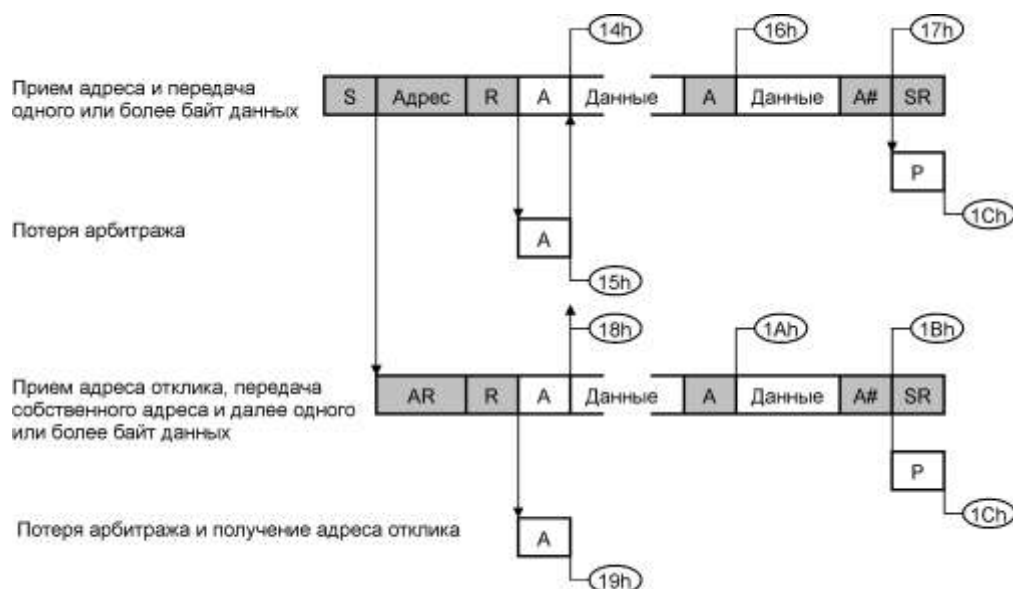 14h 16h 17h
Прием адреса и передача
одного или более байт данных
S Адрес R A Данные A Данные A# SR
P
1Ch
Потеря арбитража
A
15h
18h 1Ah 1Bh
Прием адреса отклика, передача
собственного адреса и далее одного
или более байт данных
AR R A Данные A Данные A# SR
P
1Ch
Потеря арбитража и получение адреса отклика
A
19h